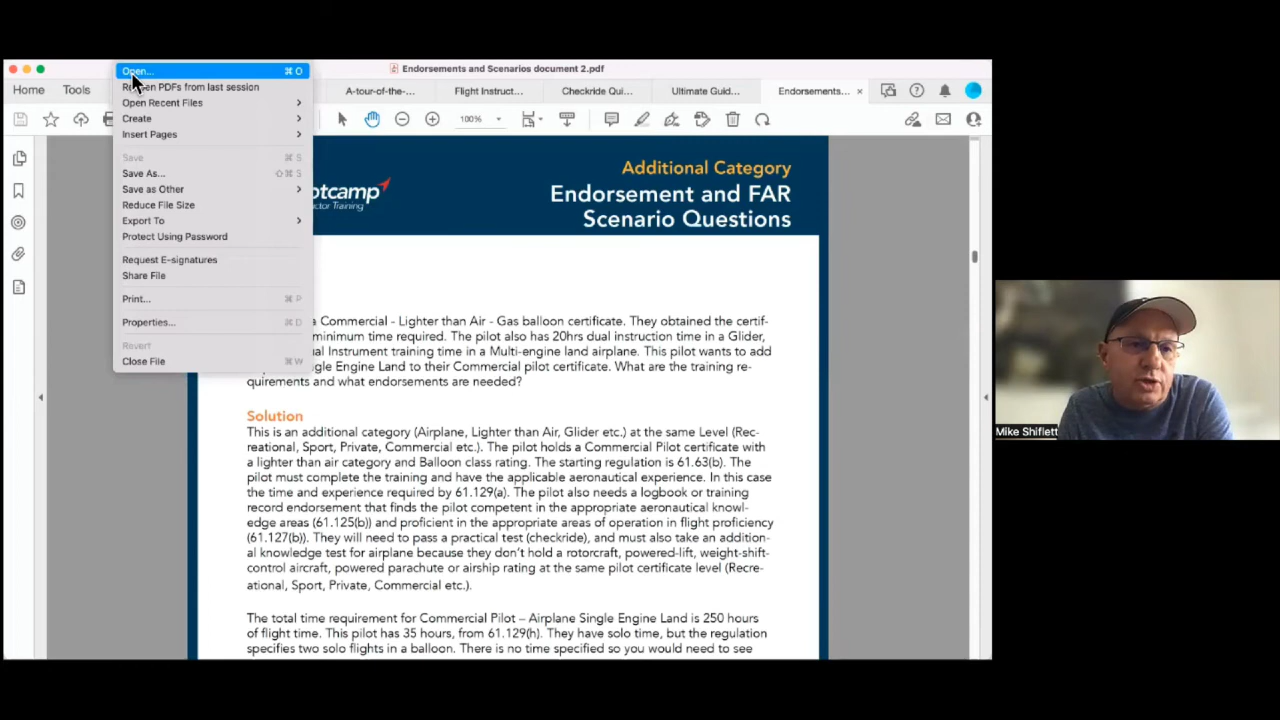 Endorsements and Scenarios document 2.pdf
Home
Tools
A-tour-of-the-...
Flight Instruct...
Checkride Qui...
Ultimate Guid...
Endorsements... ×
100%
Open... ⌘ O
PDFs from last session
Open Recent Files
Create
Insert Pages
Save ⌘ S
Save As... ⇧⌘ S
Save as Other
Reduce File Size
Export To
Protect Using Password
Request E-signatures
Share File
Print... ⌘ P
Properties... ⌘ D
Revert
Close File ⌘ W
Additional Category
Endorsement and FAR
Scenario Questions
a Commercial - Lighter than Air - Gas balloon certificate. They obtained the certif-
minimum time required. The pilot also has 20hrs dual instruction time in a Glider,
Instrument training time in a Multi-engine land airplane. This pilot wants to add
Engine Land to their Commercial pilot certificate. What are the training re-
quirements and what endorsements are needed?
Solution
This is an additional category (Airplane, Lighter than Air, Glider etc.) at the same Level (Rec-
reational, Sport, Private, Commercial etc.). The pilot holds a Commercial Pilot certificate with
a lighter than air category and Balloon class rating. The starting regulation is 61.63(b). The
pilot must complete the training and have the applicable aeronautical experience. In this case
the time and experience required by 61.129(a). The pilot also needs a logbook or training
record endorsement that finds the pilot competent in the appropriate aeronautical knowl-
edge areas (61.125(b)) and proficient in the appropriate areas of operation in flight proficiency
(61.127(b)). They will need to pass a practical test (checkride), and must also take an addition-
al knowledge test for airplane because they don't hold a rotorcraft, powered-lift, weight-shift-
control aircraft, powered parachute or airship rating at the same pilot certificate level (Recre-
ational, Sport, Private, Commercial etc.).
The total time requirement for Commercial Pilot – Airplane Single Engine Land is 250 hours
of flight time. This pilot has 35 hours, from 61.129(h). They have solo time, but the regulation
specifies two solo flights in a balloon. There is no time specified so you would need to see
Mike Shiflett